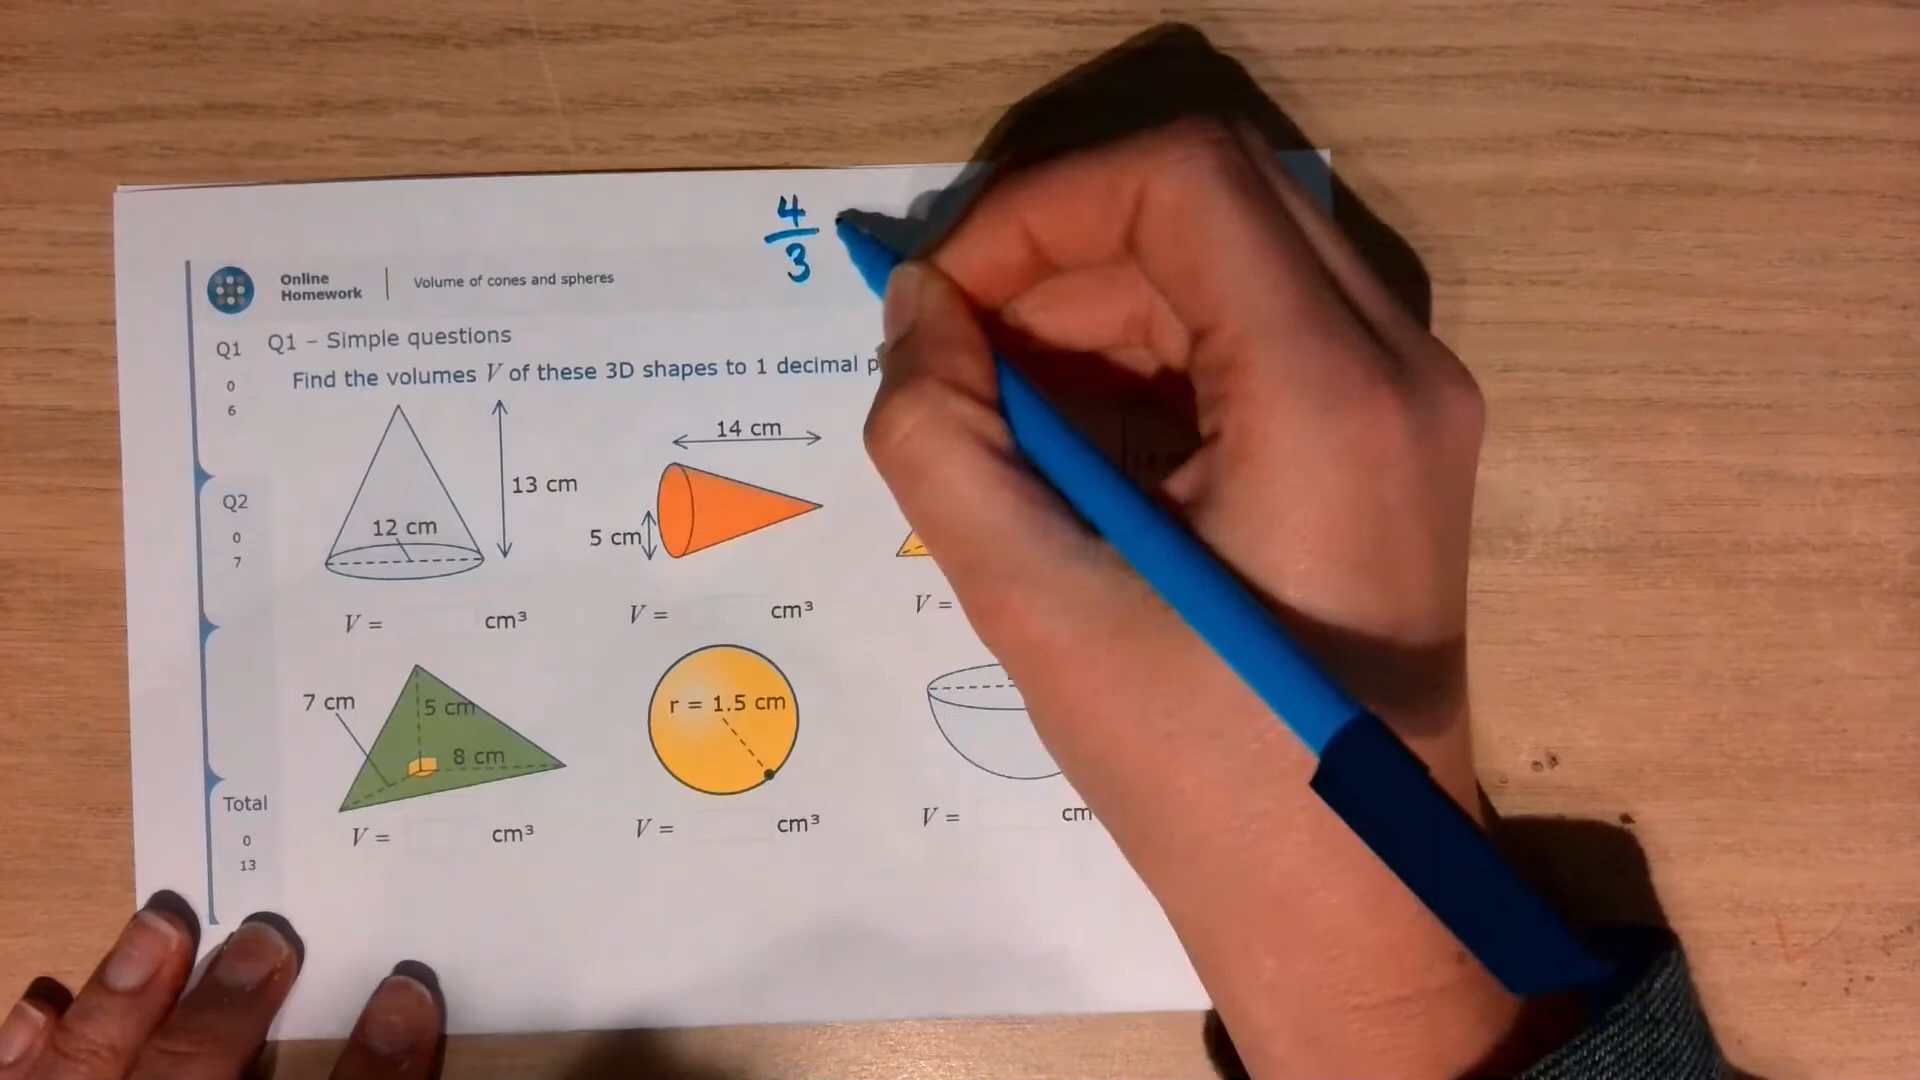 4
3
Online
Homework
Volume of cones and spheres
Q1
0
6
Q1 – Simple questions
Find the volumes V of these 3D shapes to 1 decimal
14 cm
13 cm
12 cm
5 cm
Q2
0
7
V = cm³
V = cm³
V =
7 cm
5 cm
8 cm
r = 1.5 cm
Total
0
13
V = cm³
V = cm³
V = cm